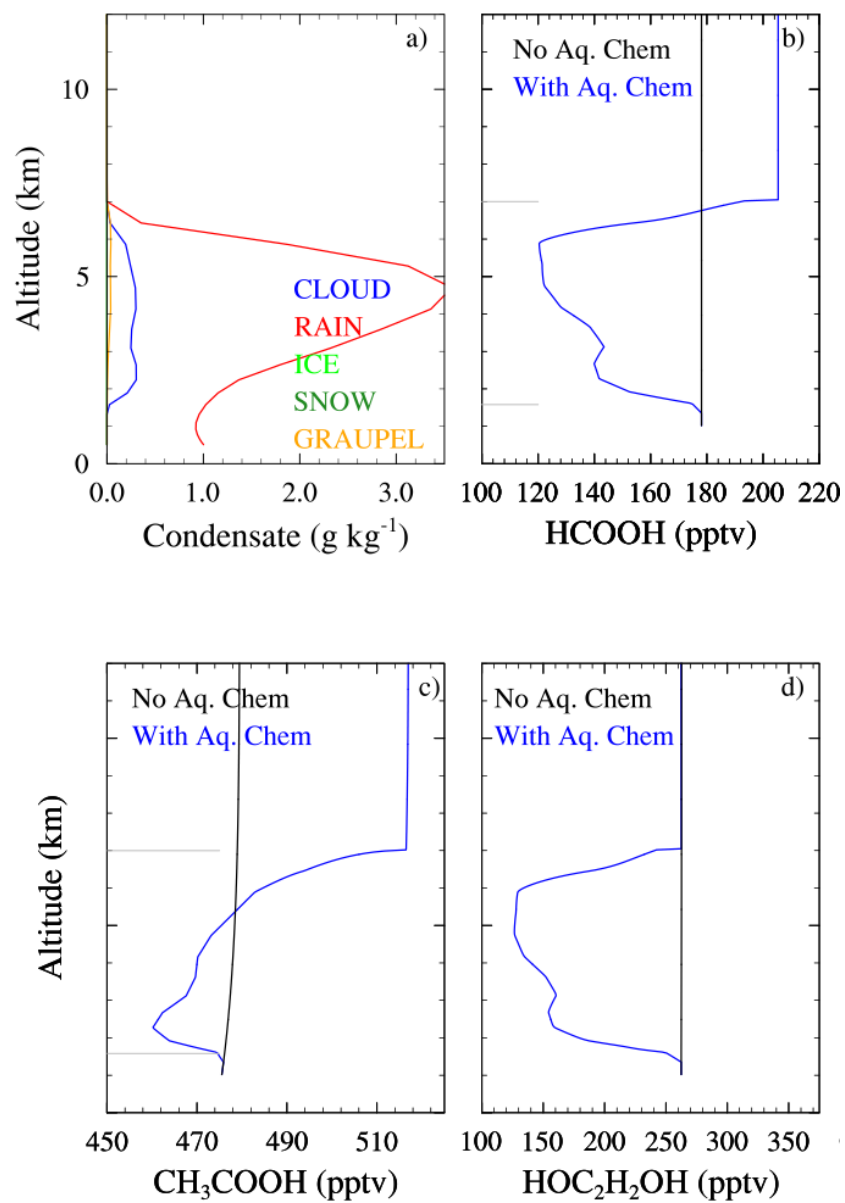 a)
10
5
0
Altitude (km)
CLOUD
RAIN
ICE
SNOW
GRAUPEL
0.0 1.0 2.0 3.0
Condensate (g kg⁻¹)
b)
No Aq. Chem
With Aq. Chem
100 120 140 160 180 200 220
HCOOH (pptv)
c)
No Aq. Chem
With Aq. Chem
Altitude (km)
450 470 490 510
CH₃COOH (pptv)
d)
No Aq. Chem
With Aq. Chem
100 150 200 250 300 350
HOC₂H₂OH (pptv)